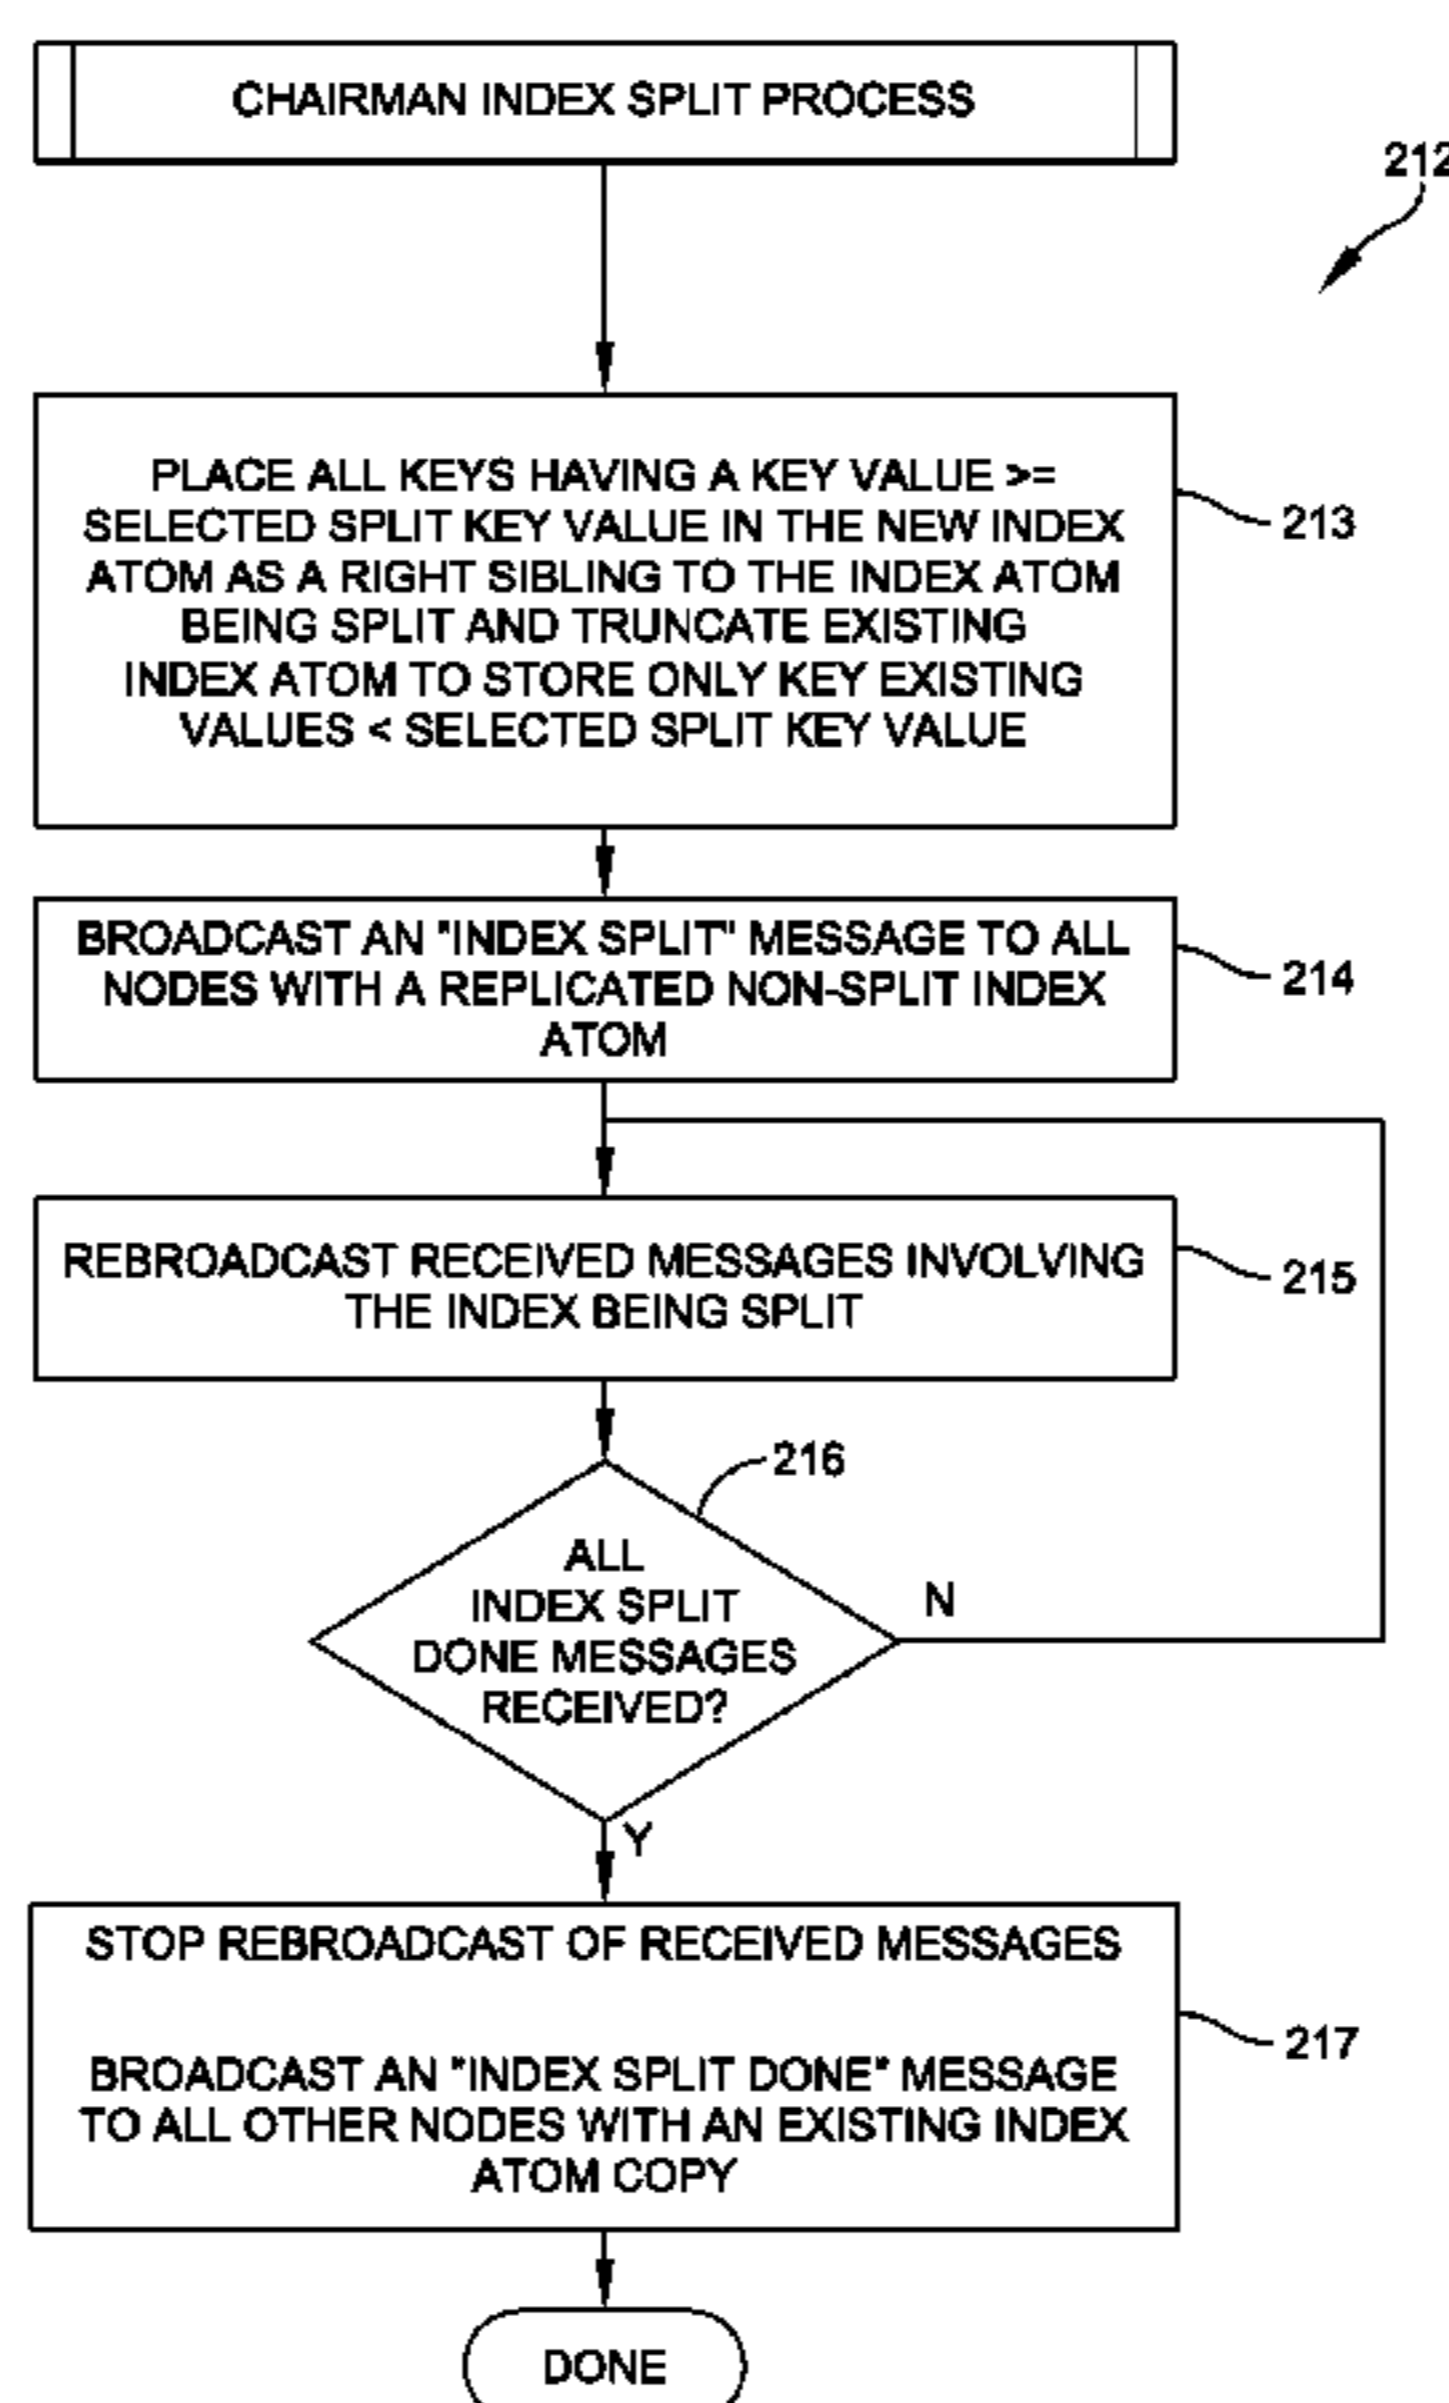 CHAIRMAN INDEX SPLIT PROCESS
212
PLACE ALL KEYS HAVING A KEY VALUE >=
SELECTED SPLIT KEY VALUE IN THE NEW INDEX
ATOM AS A RIGHT SIBLING TO THE INDEX ATOM
BEING SPLIT AND TRUNCATE EXISTING
INDEX ATOM TO STORE ONLY KEY EXISTING
VALUES < SELECTED SPLIT KEY VALUE
213
BROADCAST AN "INDEX SPLIT" MESSAGE TO ALL
NODES WITH A REPLICATED NON-SPLIT INDEX
ATOM
214
REBROADCAST RECEIVED MESSAGES INVOLVING
THE INDEX BEING SPLIT
215
216
ALL
INDEX SPLIT
DONE MESSAGES
RECEIVED?
N
Y
STOP REBROADCAST OF RECEIVED MESSAGES
BROADCAST AN "INDEX SPLIT DONE" MESSAGE
TO ALL OTHER NODES WITH AN EXISTING INDEX
ATOM COPY
217
DONE